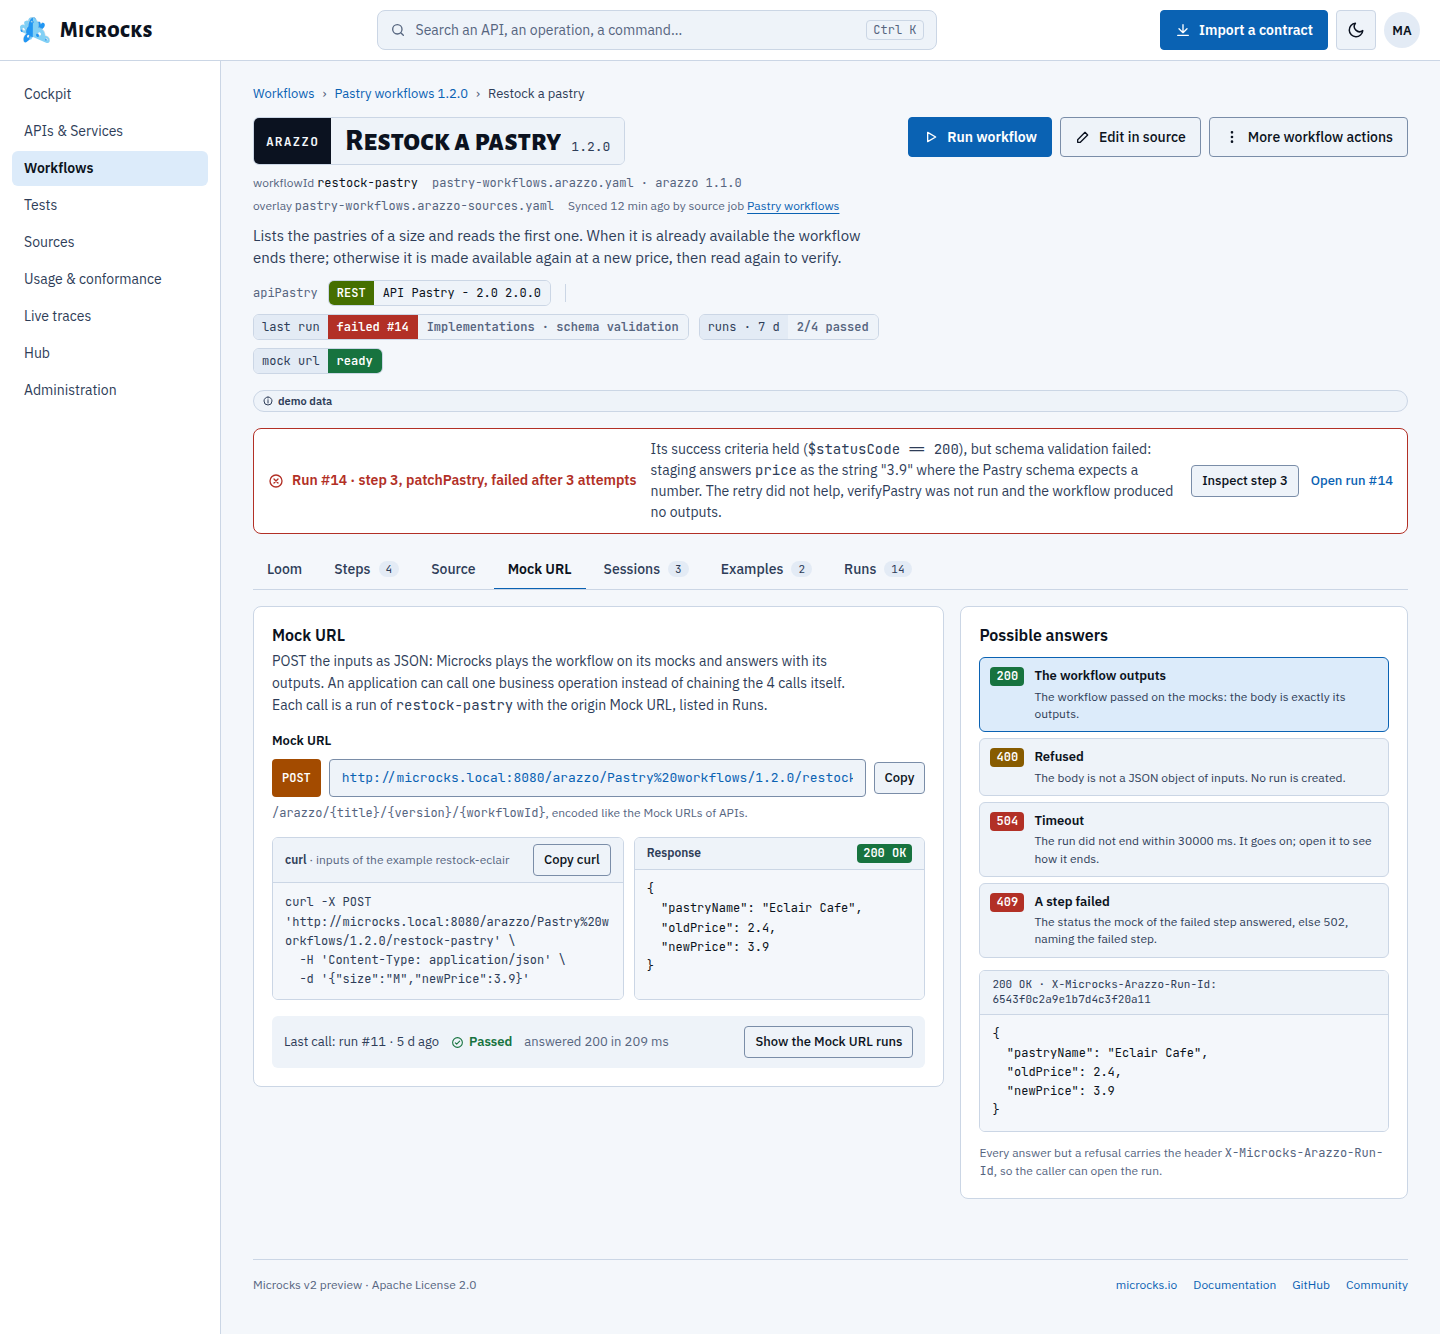 MICROCKS
Search an API, an operation, a command...
Ctrl K
Import a contract
MA
Cockpit
APIs & Services
Workflows
Tests
Sources
Usage & conformance
Live traces
Hub
Administration
Workflows › Pastry workflows 1.2.0 › Restock a pastry
ARAZZO RESTOCK A PASTRY 1.2.0
Run workflow
Edit in source
More workflow actions
workflowId restock-pastry pastry-workflows.arazzo.yaml · arazzo 1.1.0
overlay pastry-workflows.arazzo-sources.yaml Synced 12 min ago by source job Pastry workflows
Lists the pastries of a size and reads the first one. When it is already available the workflow
ends there; otherwise it is made available again at a new price, then read again to verify.
apiPastry REST API Pastry - 2.0 2.0.0
last run failed #14 Implementations · schema validation runs · 7 d 2/4 passed
mock url ready
demo data
Run #14 · step 3, patchPastry, failed after 3 attempts
Its success criteria held ($statusCode == 200), but schema validation failed:
staging answers price as the string "3.9" where the Pastry schema expects a
number. The retry did not help, verifyPastry was not run and the workflow produced
no outputs.
Inspect step 3
Open run #14
Loom
Steps 4
Source
Mock URL
Sessions 3
Examples 2
Runs 14
Mock URL
POST the inputs as JSON: Microcks plays the workflow on its mocks and answers with its
outputs. An application can call one business operation instead of chaining the 4 calls itself.
Each call is a run of restock-pastry with the origin Mock URL, listed in Runs.
Mock URL
POST
http://microcks.local:8080/arazzo/Pastry%20workflows/1.2.0/restock
Copy
/arazzo/{title}/{version}/{workflowId}, encoded like the Mock URLs of APIs.
curl · inputs of the example restock-eclair
Copy curl
curl -X POST
'http://microcks.local:8080/arazzo/Pastry%20w
orkflows/1.2.0/restock-pastry' \
-H 'Content-Type: application/json' \
-d '{"size":"M","newPrice":3.9}'
Response
200 OK
{
"pastryName": "Eclair Cafe",
"oldPrice": 2.4,
"newPrice": 3.9
}
Last call: run #11 · 5 d ago Passed answered 200 in 209 ms
Show the Mock URL runs
Possible answers
200 The workflow outputs
The workflow passed on the mocks: the body is exactly its
outputs.
400 Refused
The body is not a JSON object of inputs. No run is created.
504 Timeout
The run did not end within 30000 ms. It goes on; open it to see
how it ends.
409 A step failed
The status the mock of the failed step answered, else 502,
naming the failed step.
200 OK · X-Microcks-Arazzo-Run-Id:
6543f0c2a9e1b7d4c3f20a11
{
"pastryName": "Eclair Cafe",
"oldPrice": 2.4,
"newPrice": 3.9
}
Every answer but a refusal carries the header X-Microcks-Arazzo-Run-
Id, so the caller can open the run.
Microcks v2 preview · Apache License 2.0
microcks.io
Documentation
GitHub
Community